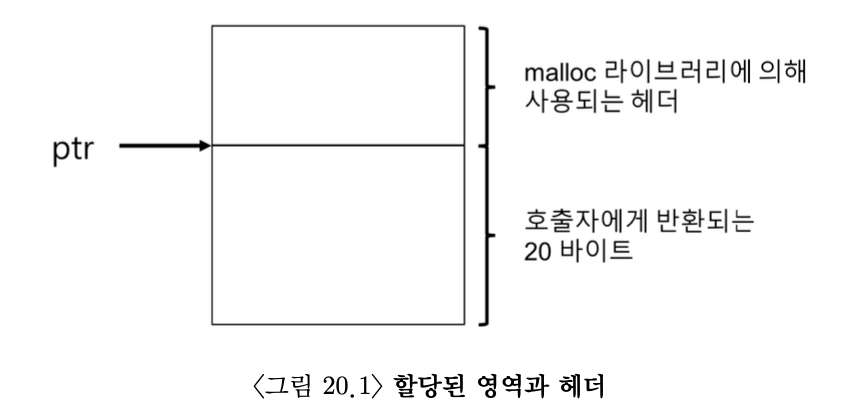 malloc 라이브러리에 의해
사용되는 헤더
ptr
호출자에게 반환되는
20 바이트
〈그림 20.1〉 할당된 영역과 헤더